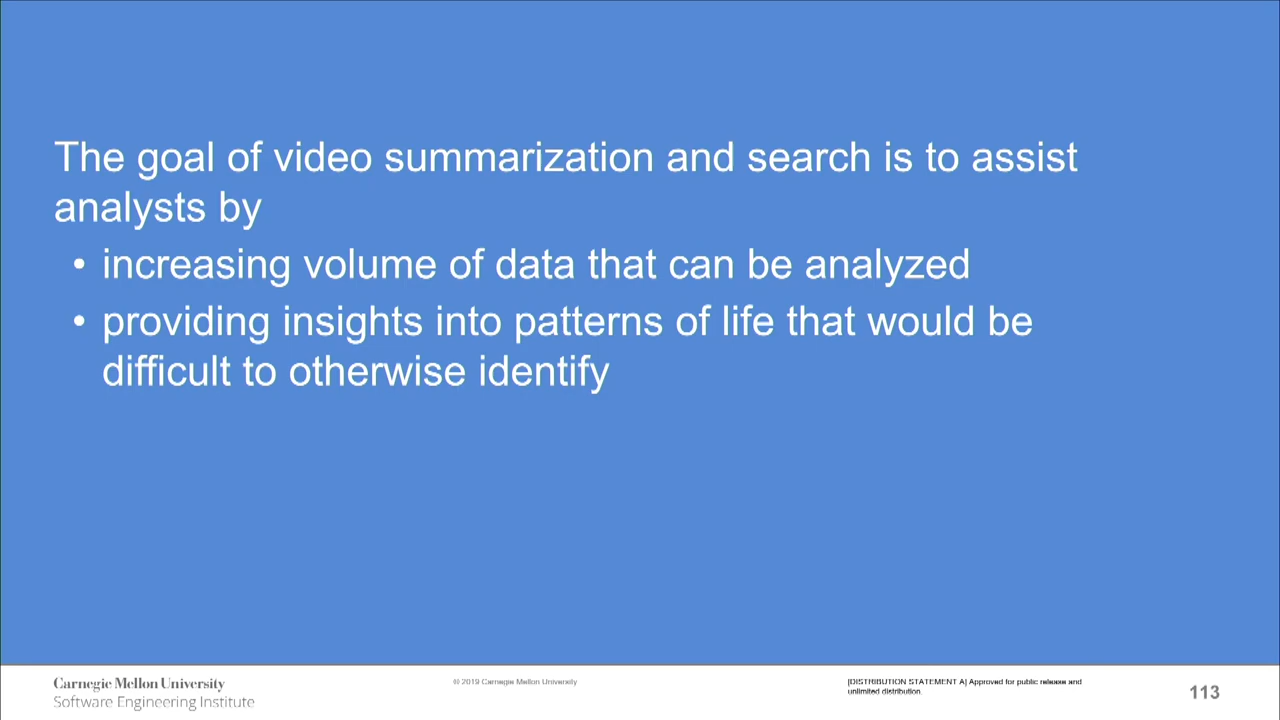 The goal of video summarization and search is to assist
analysts by
• increasing volume of data that can be analyzed
• providing insights into patterns of life that would be
difficult to otherwise identify
Carnegie Mellon University
Software Engineering Institute
© 2019 Carnegie Mellon University
[DISTRIBUTION STATEMENT A] Approved for public release and
unlimited distribution.
113